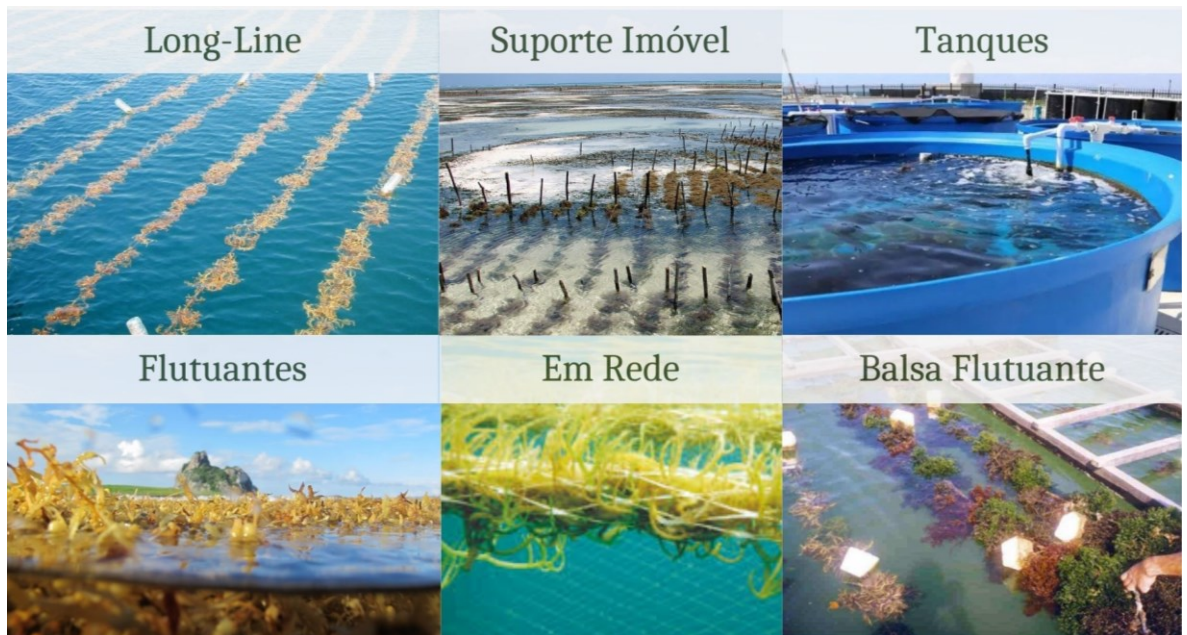 Long-Line
Suporte Imóvel
Tanques
Flutuantes
Em Rede
Balsa Flutuante